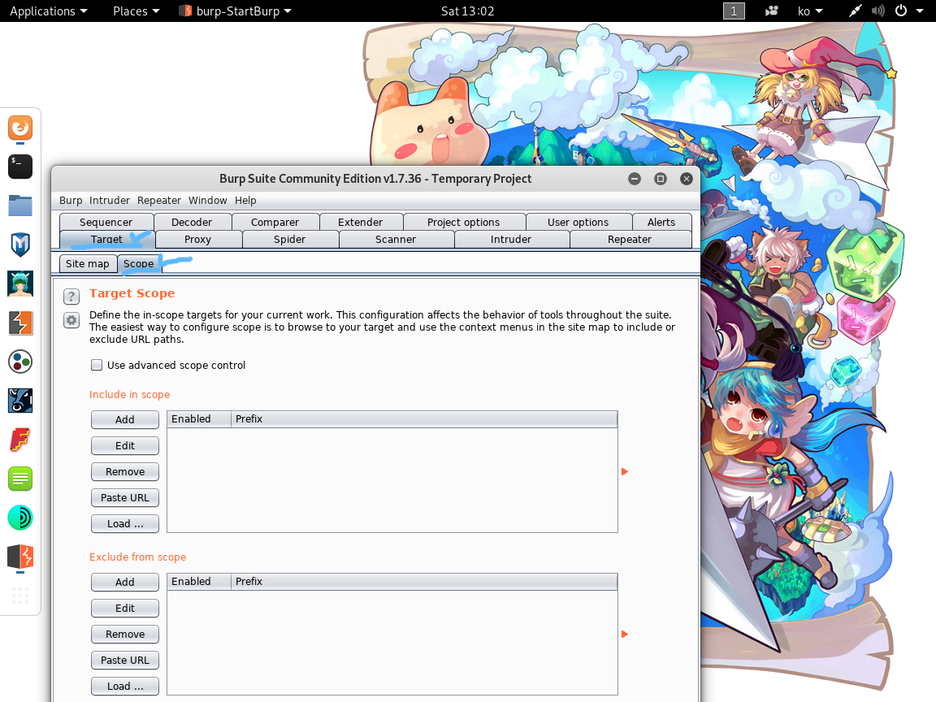 Applications Places burp-StartBurp Sat 13:02 1 ko
Burp Suite Community Edition v1.7.36 - Temporary Project
Burp Intruder Repeater Window Help
Sequencer Decoder Comparer Extender Project options User options Alerts
Target Proxy Spider Scanner Intruder Repeater
Site map Scope
? Target Scope
Define the in-scope targets for your current work. This configuration affects the behavior of tools throughout the suite.
The easiest way to configure scope is to browse to your target and use the context menus in the site map to include or
exclude URL paths.
Use advanced scope control
Include in scope
Add Enabled Prefix
Edit
Remove
Paste URL
Load ...
Exclude from scope
Add Enabled Prefix
Edit
Remove
Paste URL
Load ...